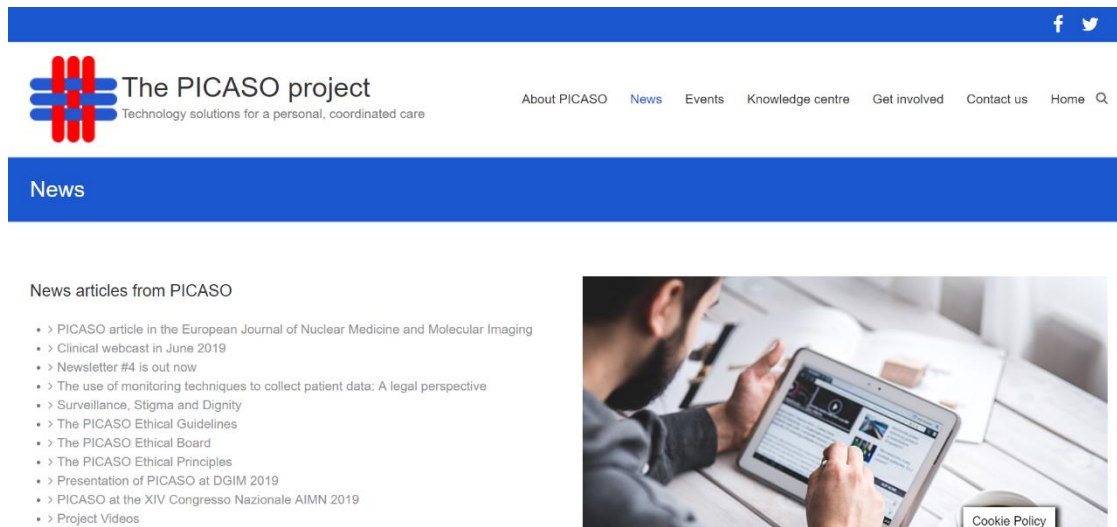 The PICASO project
Technology solutions for a personal, coordinated care
About PICASO News Events Knowledge centre Get involved Contact us Home
News
News articles from PICASO
• > PICASO article in the European Journal of Nuclear Medicine and Molecular Imaging
• > Clinical webcast in June 2019
• > Newsletter #4 is out now
• > The use of monitoring techniques to collect patient data: A legal perspective
• > Surveillance, Stigma and Dignity
• > The PICASO Ethical Guidelines
• > The PICASO Ethical Board
• > The PICASO Ethical Principles
• > Presentation of PICASO at DGIM 2019
• > PICASO at the XIV Congresso Nazionale AIMN 2019
• > Project Videos
Cookie Policy